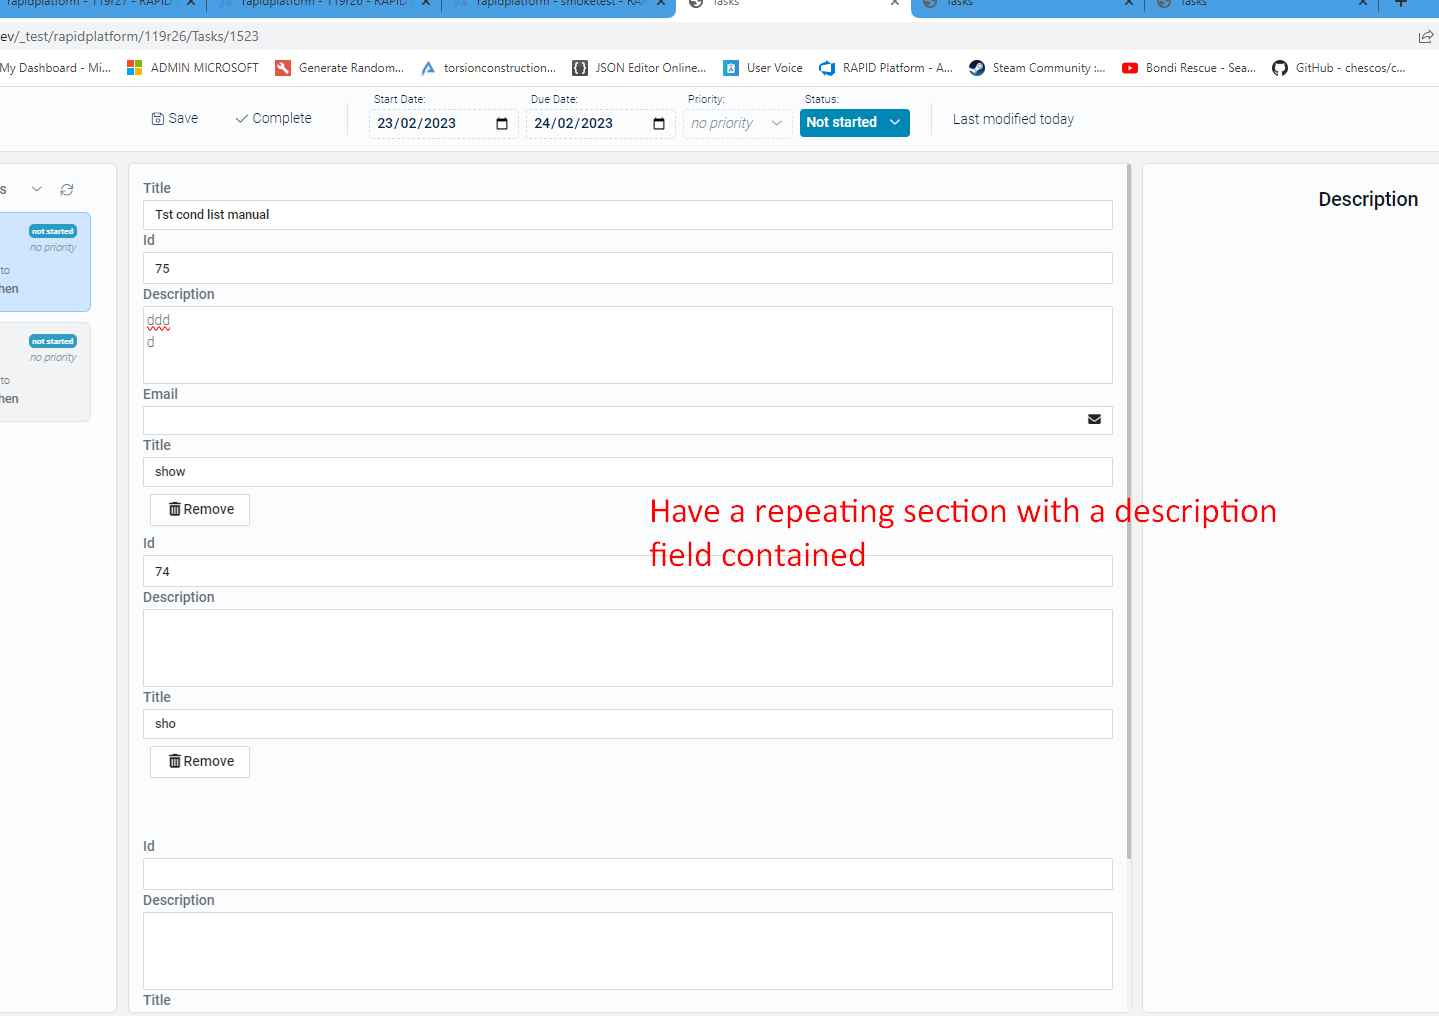 rapidplatform - 119r27 - RAPID
rapidplatform - 119r26 - RAPID
rapidplatform - smoketest - RAP
Tasks
Tasks
Tasks
ev/_test/rapidplatform/119r26/Tasks/1523
My Dashboard - Mi...
ADMIN MICROSOFT
Generate Random...
torsionconstruction...
JSON Editor Online...
User Voice
RAPID Platform - A...
Steam Community :...
Bondi Rescue - Sea...
GitHub - chescos/c...
Save
Complete
Start Date:
23/02/2023
Due Date:
24/02/2023
Priority:
no priority
Status:
Not started
Last modified today
s
not started
no priority
to
hen
not started
no priority
to
hen
Title
Tst cond list manual
Id
75
Description
ddd
d
Email
Title
show
Remove
Have a repeating section with a description
field contained
Id
74
Description
Title
sho
Remove
Id
Description
Title
Description